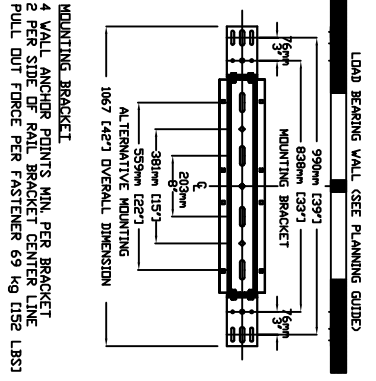 LOAD BEARING WALL (SEE PLANNING GUIDE)
990mm [39"]
838mm [33"]
MOUNTING BRACKET
76mm
3"
76mm
3"
℄
203mm
8"
381mm [15"]
559mm [22"]
ALTERNATIVE MOUNTING
1067 [42"] OVERALL DIMENSION
MOUNTING BRACKET
4 WALL ANCHOR POINTS MIN. PER BRACKET
2 PER SIDE OF RAIL BRACKET CENTER LINE
PULL OUT FORCE PER FASTENER 69 kg [152 LBS]